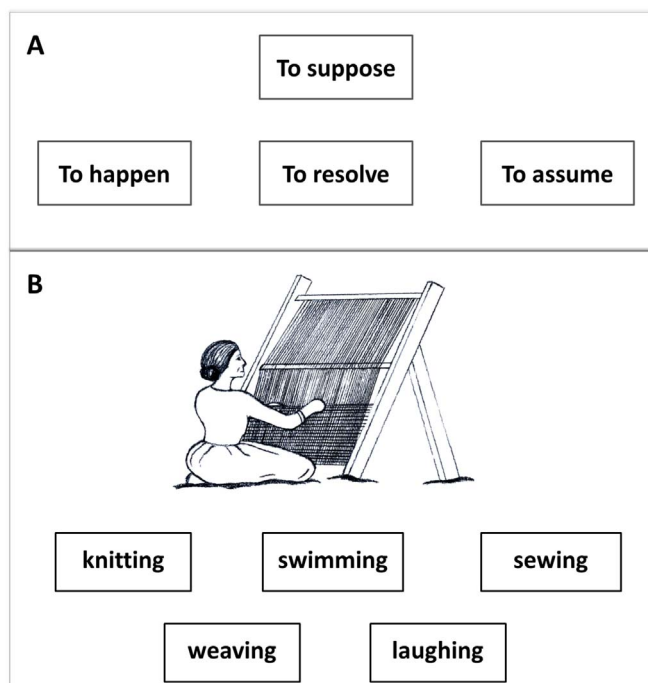 A
To suppose
To happen To resolve To assume
B
knitting swimming sewing
weaving laughing